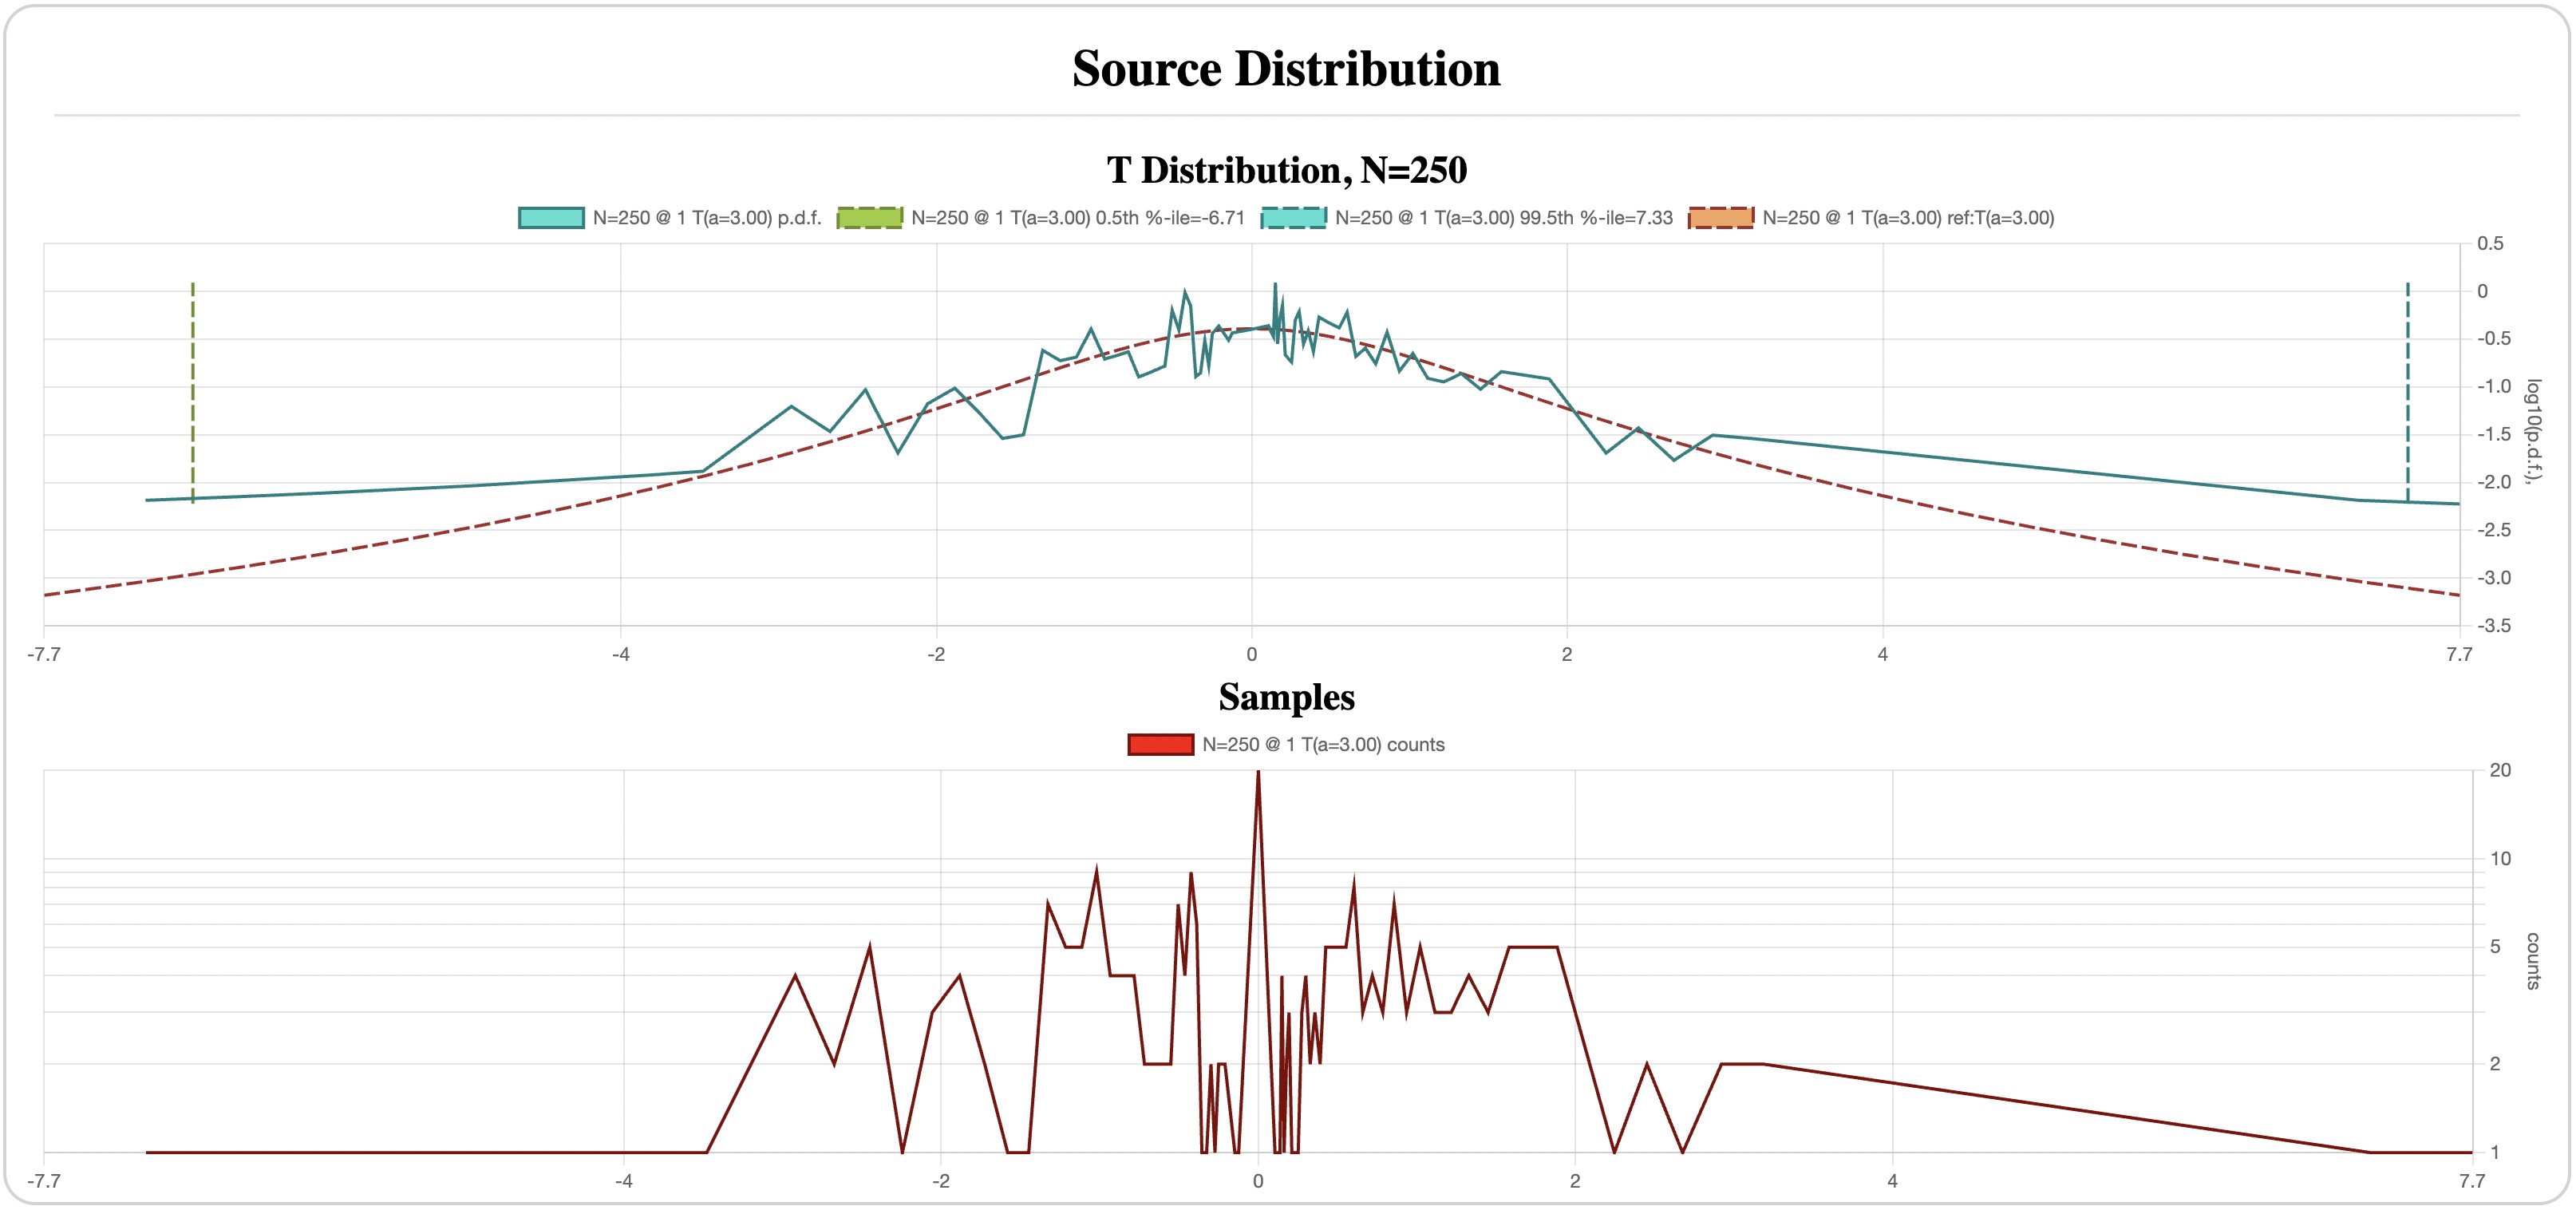 Source Distribution
T Distribution, N=250
N=250 @ 1 T(a=3.00) p.d.f. N=250 @ 1 T(a=3.00) 0.5th %-ile=-6.71 N=250 @ 1 T(a=3.00) 99.5th %-ile=7.33 N=250 @ 1 T(a=3.00) ref:T(a=3.00)
0.5
0
-0.5
-1.0
-1.5
-2.0
-2.5
-3.0
-3.5
log10(p.d.f.),
-7.7 -4 -2 0 2 4 7.7
Samples
N=250 @ 1 T(a=3.00) counts
20
10
5
2
1
counts
-7.7 -4 -2 0 2 4 7.7